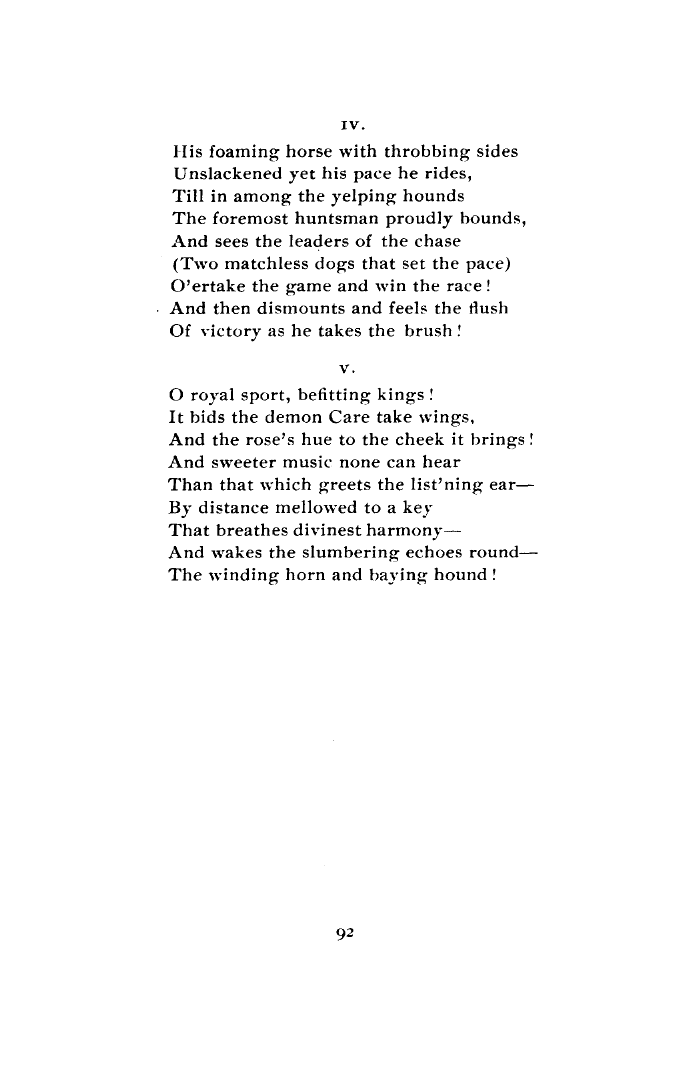 IV.
His foaming horse with throbbing sides
Unslackened yet his pace he rides,
Till in among the yelping hounds
The foremost huntsman proudly bounds,
And sees the leaders of the chase
(Two matchless dogs that set the pace)
O'ertake the game and win the race!
And then dismounts and feels the flush
Of victory as he takes the brush!
V.
O royal sport, befitting kings!
It bids the demon Care take wings,
And the rose's hue to the cheek it brings!
And sweeter music none can hear
Than that which greets the list'ning ear—
By distance mellowed to a key
That breathes divinest harmony—
And wakes the slumbering echoes round—
The winding horn and baying hound!
92